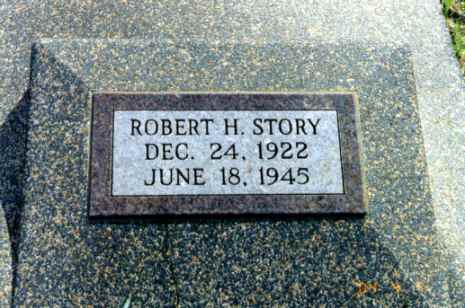 ROBERT H. STORY
DEC. 24, 1922
JUNE 18, 1945